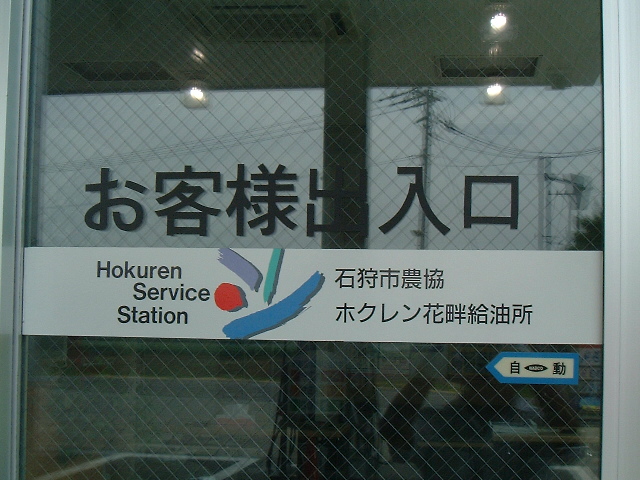 お客様出入口
Hokuren
Service
Station
石狩市農協
ホクレン花畔給油所
自 NABCO 動